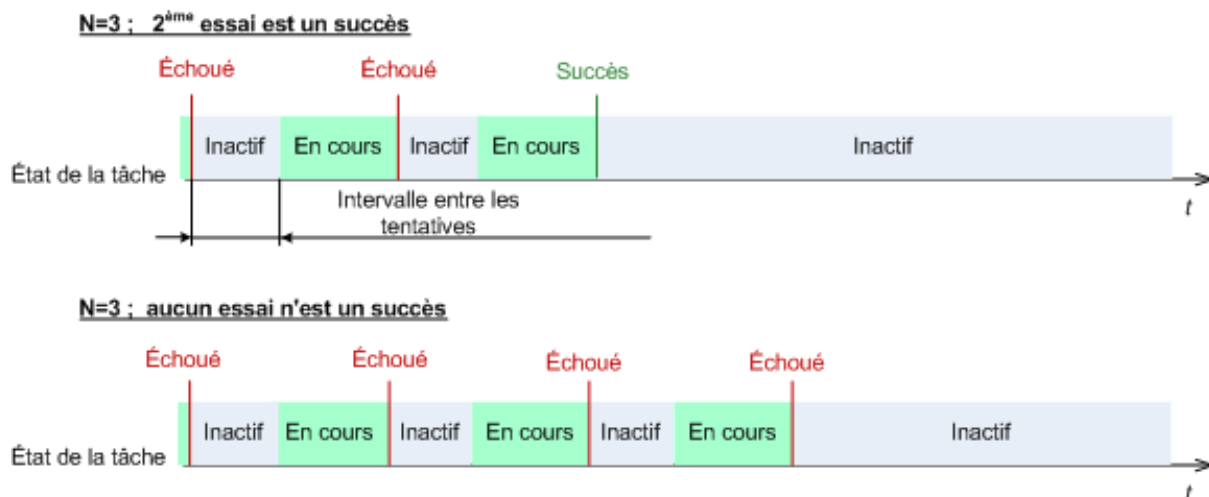 N=3 ; 2ème essai est un succès
Échoué Échoué Succès
Inactif En cours Inactif En cours Inactif
État de la tâche
Intervalle entre les
t
tentatives
N=3 ; aucun essai n'est un succès
Échoué Échoué Échoué Échoué
Inactif En cours Inactif En cours Inactif En cours Inactif
État de la tâche
t